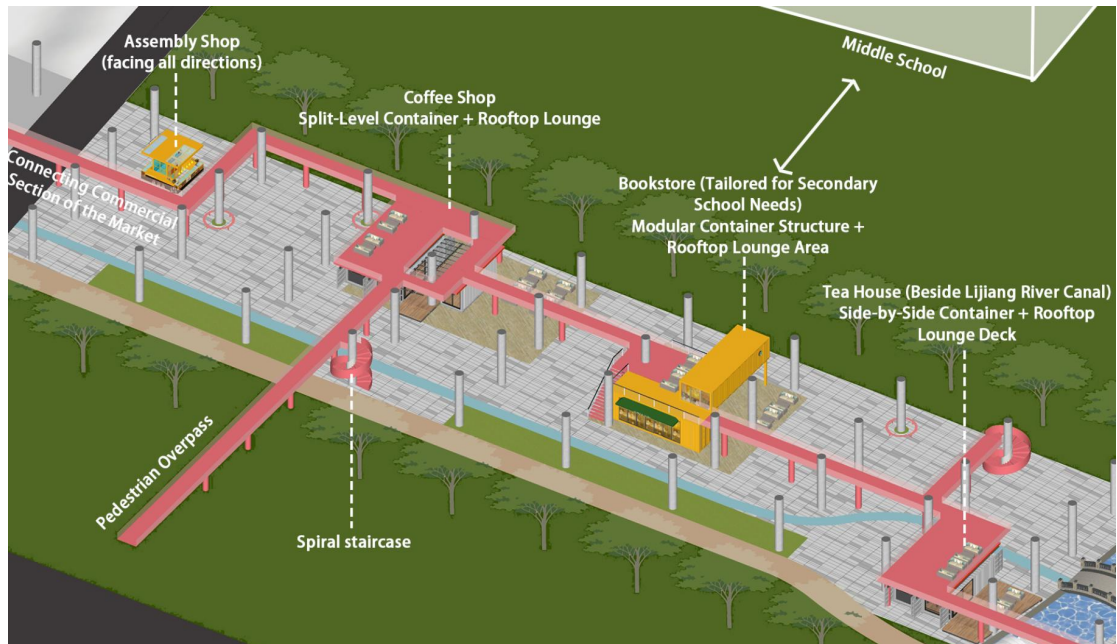 Assembly Shop
(facing all directions)
Middle School
Coffee Shop
Split-Level Container + Rooftop Lounge
Connecting Commercial
Section of the Market
Bookstore (Tailored for Secondary
School Needs)
Modular Container Structure +
Rooftop Lounge Area
Tea House (Beside Lijiang River Canal)
Side-by-Side Container + Rooftop
Lounge Deck
Pedestrian Overpass
Spiral staircase